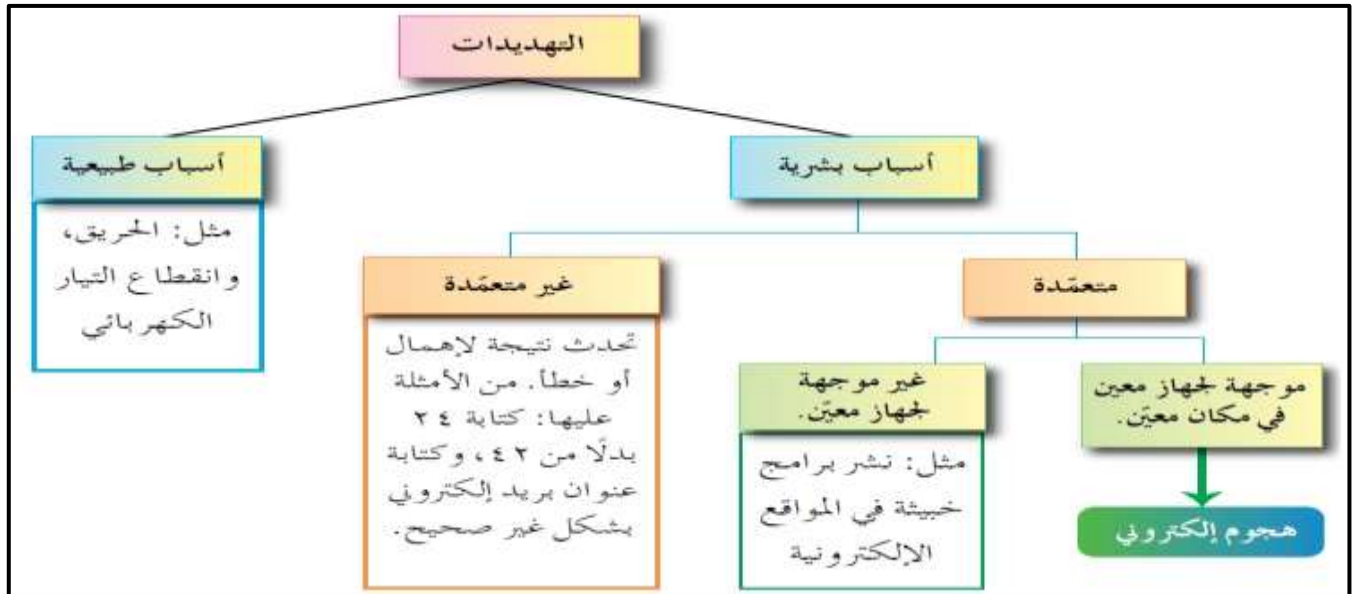 التهديدات
أسباب بشرية
أسباب طبيعية
مثل: الحريق،
وانقطاع التيار
الكهربائي
متعمّدة
غير متعمّدة
تحدث نتيجة لإهمال
أو خطأ. من الأمثلة
عليها: كتابة ٢٤
بدلًا من ٤٢، وكتابة
عنوان بريد إلكتروني
بشكل غير صحيح.
موجهة لجهاز معين
في مكان معيّن.
هجوم إلكتروني
غير موجهة
لجهاز معيّن.
مثل: نشر برامج
خبيثة في المواقع
الإلكترونية